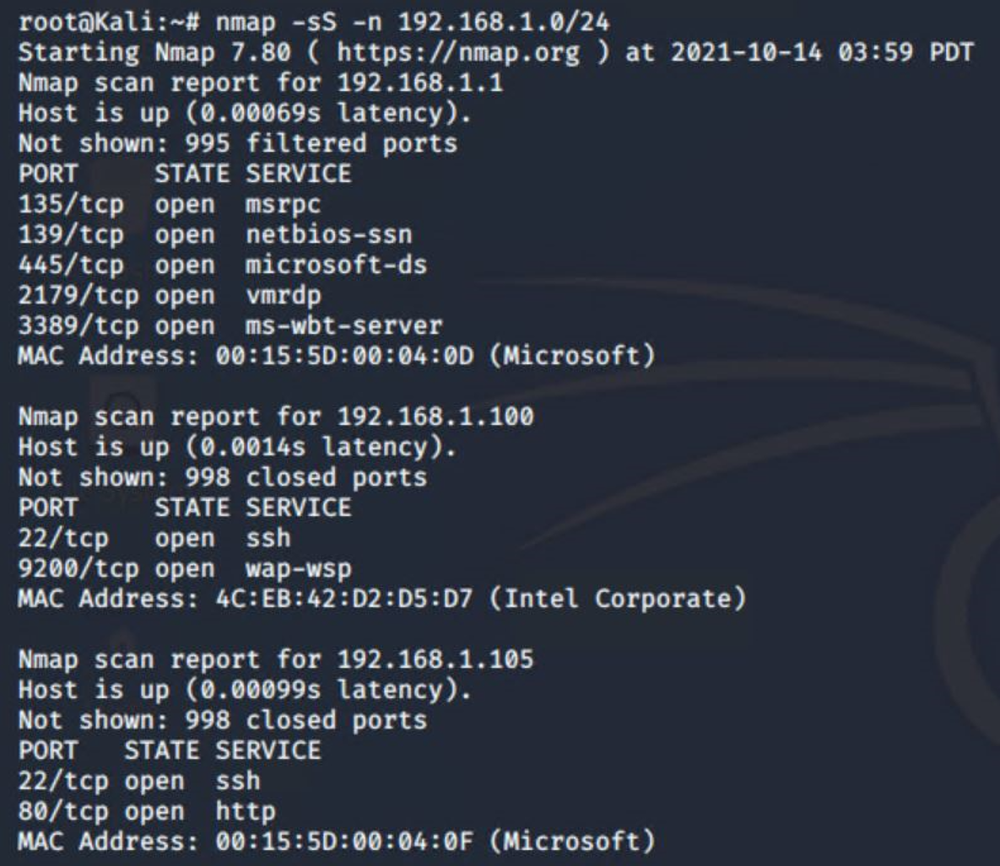 root@Kali:~# nmap -sS -n 192.168.1.0/24
Starting Nmap 7.80 ( https://nmap.org ) at 2021-10-14 03:59 PDT
Nmap scan report for 192.168.1.1
Host is up (0.00069s latency).
Not shown: 995 filtered ports
PORT     STATE SERVICE
135/tcp  open  msrpc
139/tcp  open  netbios-ssn
445/tcp  open  microsoft-ds
2179/tcp open  vmrdp
3389/tcp open  ms-wbt-server
MAC Address: 00:15:5D:00:04:0D (Microsoft)

Nmap scan report for 192.168.1.100
Host is up (0.0014s latency).
Not shown: 998 closed ports
PORT     STATE SERVICE
22/tcp   open  ssh
9200/tcp open  wap-wsp
MAC Address: 4C:EB:42:D2:D5:D7 (Intel Corporate)

Nmap scan report for 192.168.1.105
Host is up (0.00099s latency).
Not shown: 998 closed ports
PORT   STATE SERVICE
22/tcp open  ssh
80/tcp open  http
MAC Address: 00:15:5D:00:04:0F (Microsoft)